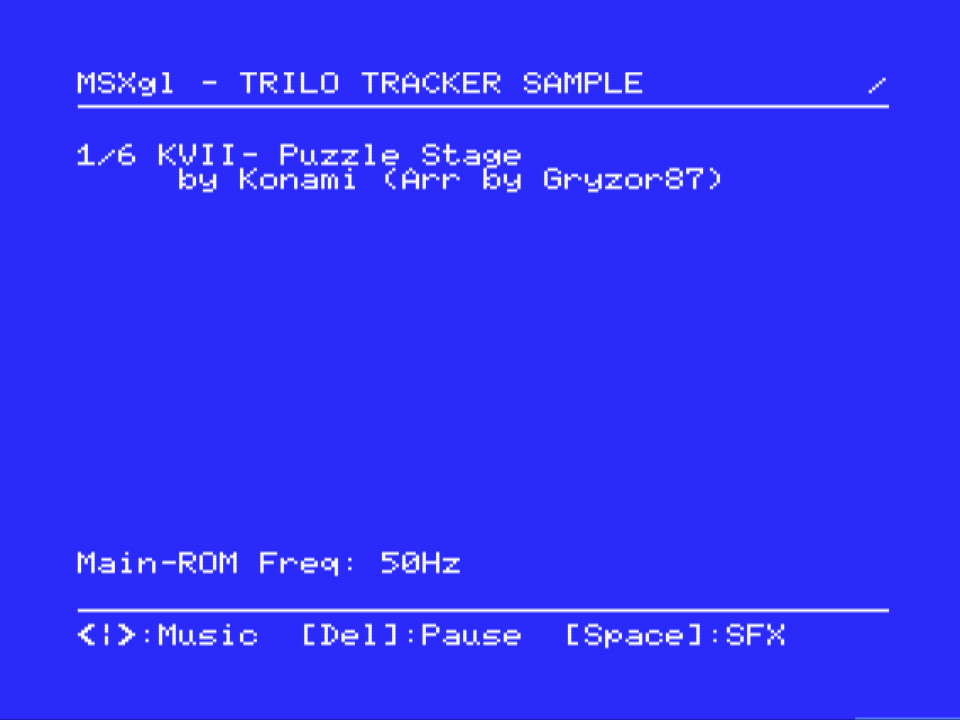 MSXgl - TRILO TRACKER SAMPLE /
1/6 KVII- Puzzle Stage
by Konami (Arr by Gryzor87)
Main-ROM Freq: 50Hz
<|>:Music [Del]:Pause [Space]:SFX